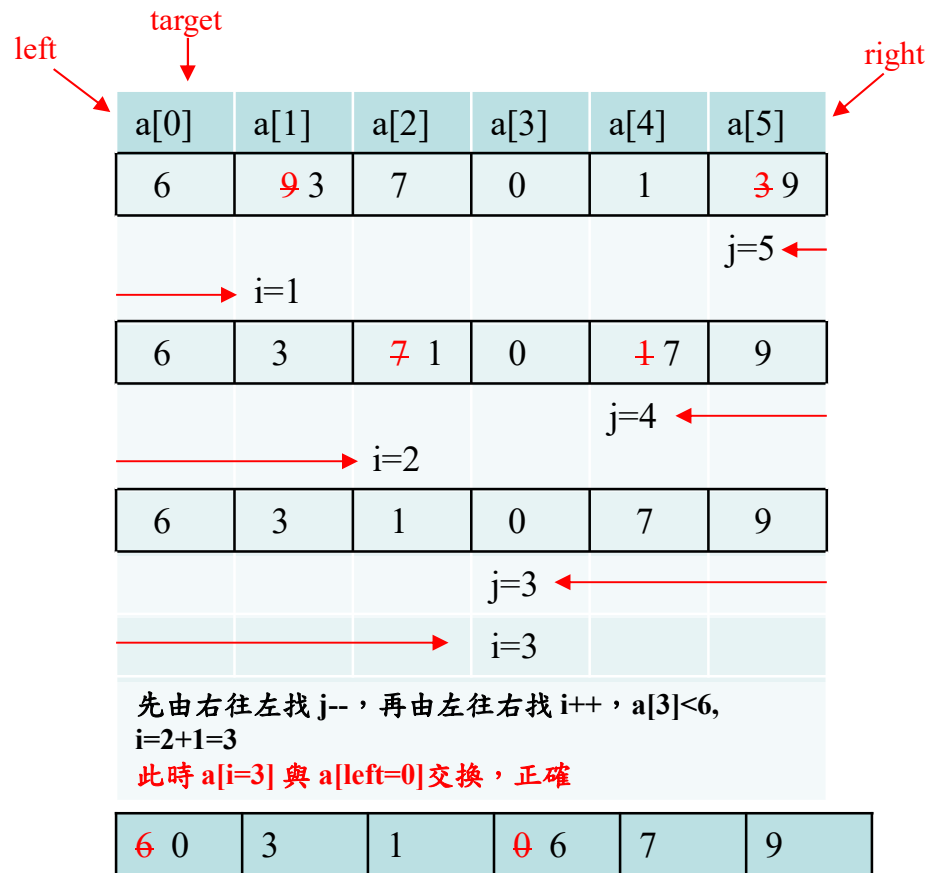 target
left
right
a[0] a[1] a[2] a[3] a[4] a[5]
6 9 3 7 0 1 3 9
j=5
i=1
6 3 7 1 0 1 7 9
j=4
i=2
6 3 1 0 7 9
j=3
i=3
先由右往左找 j--，再由左往右找 i++，a[3]<6,
i=2+1=3
此時 a[i=3] 與 a[left=0]交換，正確
6 0 3 1 0 6 7 9